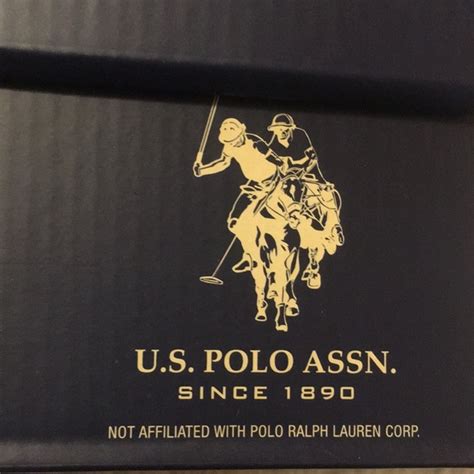 U.S. POLO ASSN.
SINCE 1890
NOT AFFILIATED WITH POLO RALPH LAUREN CORP.